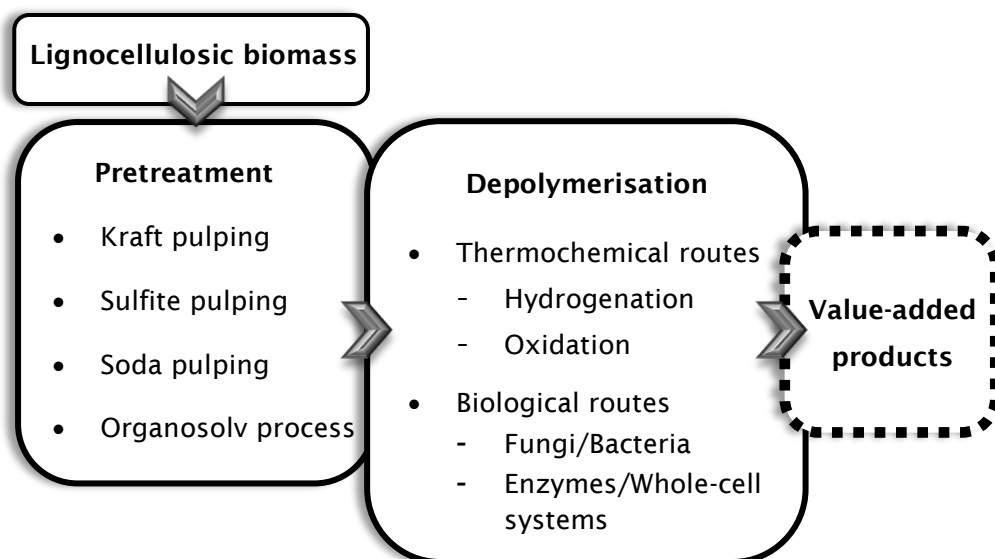 Lignocellulosic biomass
Pretreatment
• Kraft pulping
• Sulfite pulping
• Soda pulping
• Organosolv process
Depolymerisation
• Thermochemical routes
- Hydrogenation
- Oxidation
• Biological routes
- Fungi/Bacteria
- Enzymes/Whole-cell
systems
Value-added
products